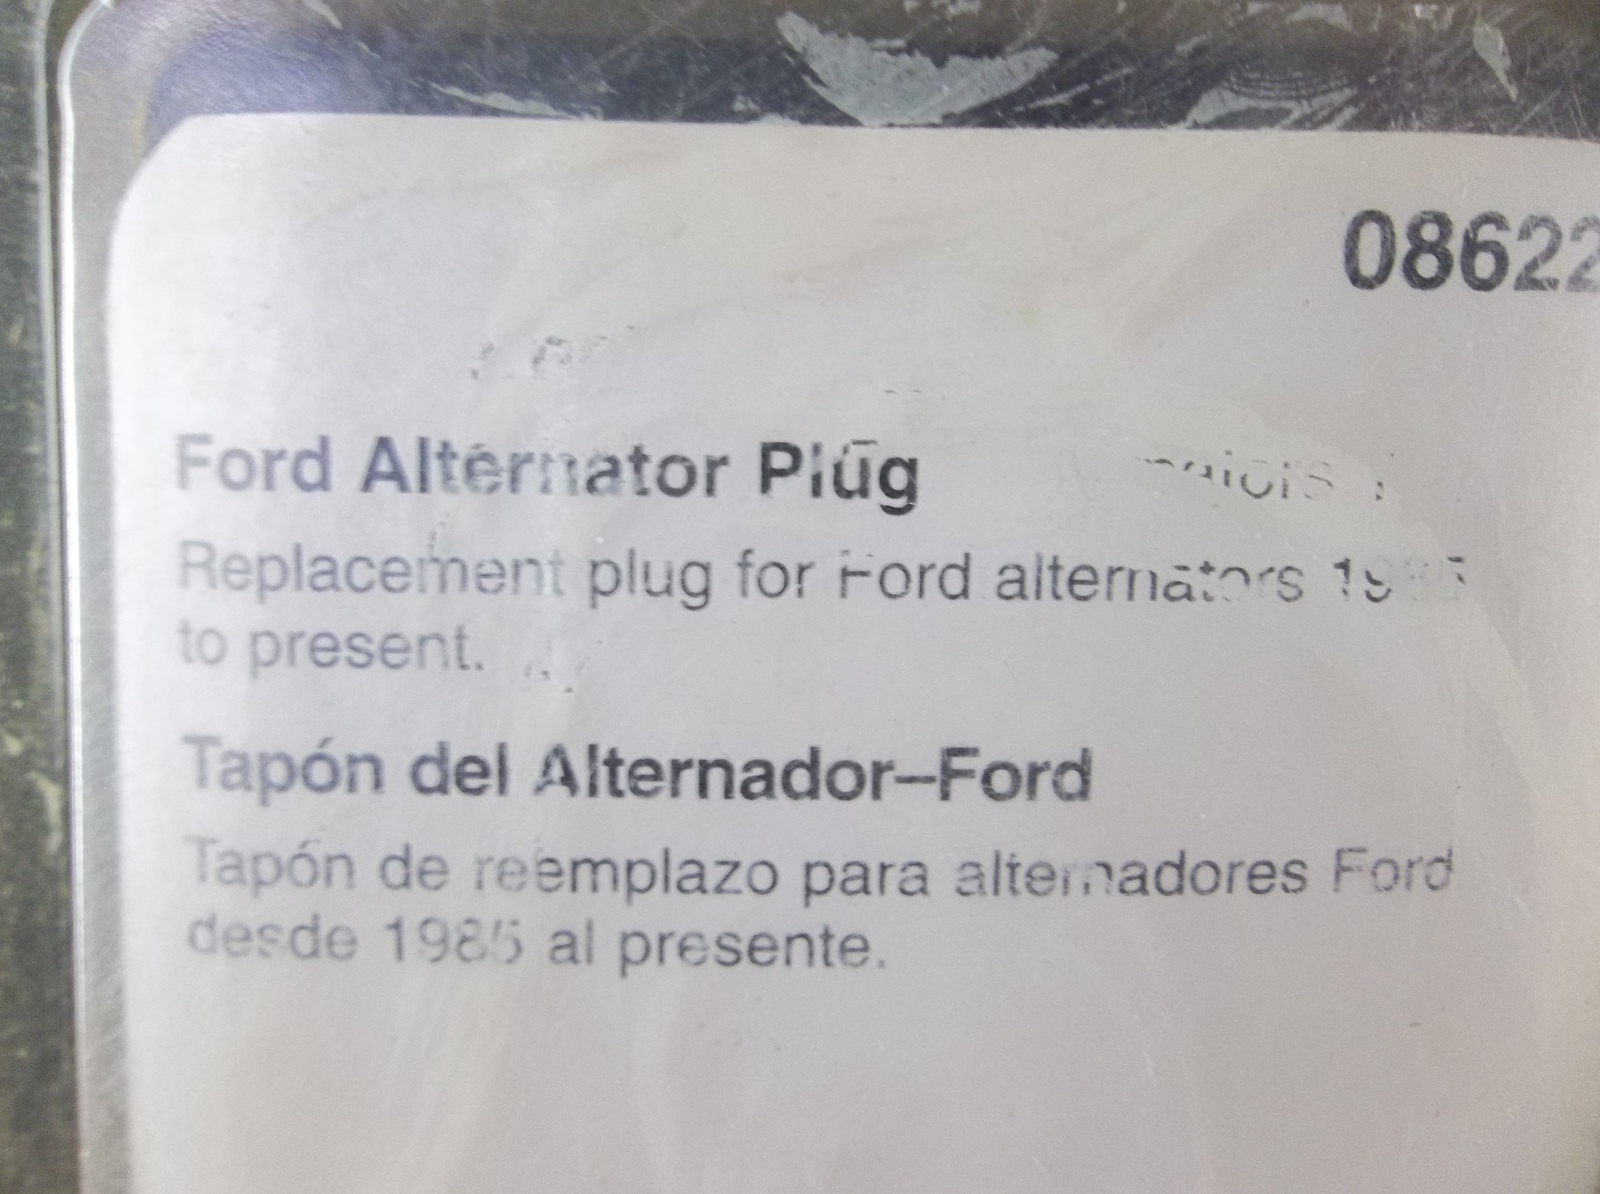 08622
Ford Alternator Plug
Replacement plug for Ford alternators 1985
to present.
Tapón del Alternador–Ford
Tapón de reemplazo para alternadores Ford
desde 1985 al presente.